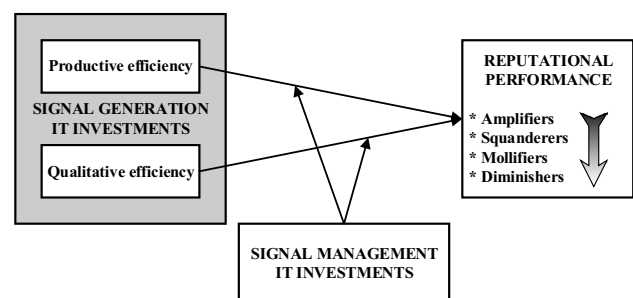 Productive efficiency
SIGNAL GENERATION
IT INVESTMENTS
Qualitative efficiency
REPUTATIONAL
PERFORMANCE
* Amplifiers
* Squanderers
* Mollifiers
* Diminishers
SIGNAL MANAGEMENT
IT INVESTMENTS